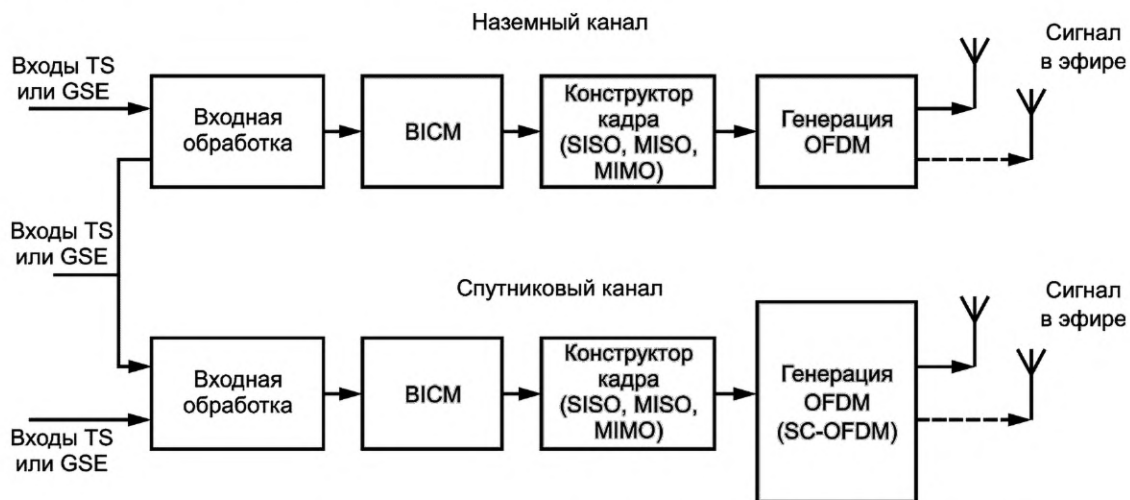 Наземный канал
Входы TS
или GSE
Входная
обработка
BICM
Конструктор
кадра
(SISO, MISO,
MIMO)
Генерация
OFDM
Сигнал
в эфире
Входы TS
или GSE
Спутниковый канал
Входная
обработка
BICM
Конструктор
кадра
(SISO, MISO,
MIMO)
Генерация
OFDM
(SC-OFDM)
Сигнал
в эфире
Входы TS
или GSE